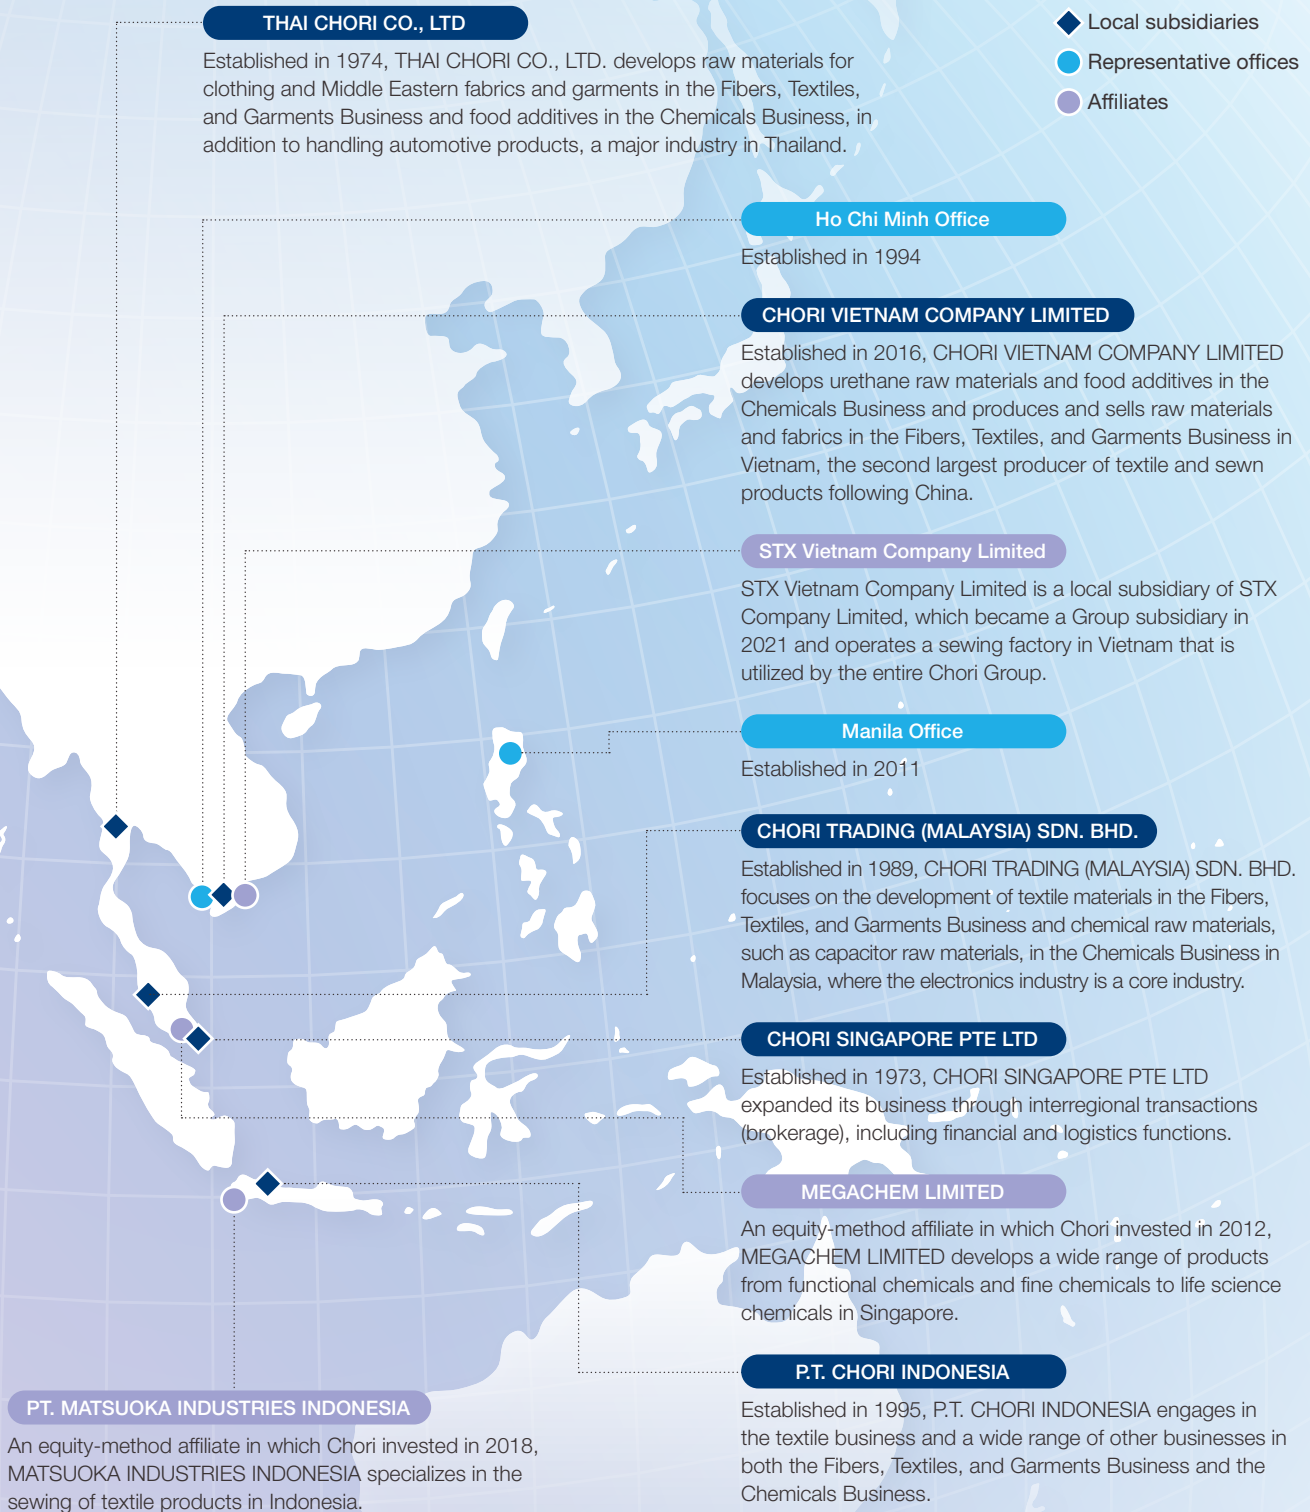 THAI CHORI CO., LTD
Established in 1974, THAI CHORI CO., LTD. develops raw materials for
clothing and Middle Eastern fabrics and garments in the Fibers, Textiles,
and Garments Business and food additives in the Chemicals Business, in
addition to handling automotive products, a major industry in Thailand.
Local subsidiaries
Representative offices
Affiliates
Ho Chi Minh Office
Established in 1994
CHORI VIETNAM COMPANY LIMITED
Established in 2016, CHORI VIETNAM COMPANY LIMITED
develops urethane raw materials and food additives in the
Chemicals Business and produces and sells raw materials
and fabrics in the Fibers, Textiles, and Garments Business in
Vietnam, the second largest producer of textile and sewn
products following China.
STX Vietnam Company Limited
STX Vietnam Company Limited is a local subsidiary of STX
Company Limited, which became a Group subsidiary in
2021 and operates a sewing factory in Vietnam that is
utilized by the entire Chori Group.
Manila Office
Established in 2011
CHORI TRADING (MALAYSIA) SDN. BHD.
Established in 1989, CHORI TRADING (MALAYSIA) SDN. BHD.
focuses on the development of textile materials in the Fibers,
Textiles, and Garments Business and chemical raw materials,
such as capacitor raw materials, in the Chemicals Business in
Malaysia, where the electronics industry is a core industry.
CHORI SINGAPORE PTE LTD
Established in 1973, CHORI SINGAPORE PTE LTD
expanded its business through interregional transactions
(brokerage), including financial and logistics functions.
MEGACHEM LIMITED
An equity-method affiliate in which Chori invested in 2012,
MEGACHEM LIMITED develops a wide range of products
from functional chemicals and fine chemicals to life science
chemicals in Singapore.
P.T. CHORI INDONESIA
Established in 1995, P.T. CHORI INDONESIA engages in
the textile business and a wide range of other businesses in
both the Fibers, Textiles, and Garments Business and the
Chemicals Business.
PT. MATSUOKA INDUSTRIES INDONESIA
An equity-method affiliate in which Chori invested in 2018,
MATSUOKA INDUSTRIES INDONESIA specializes in the
sewing of textile products in Indonesia.